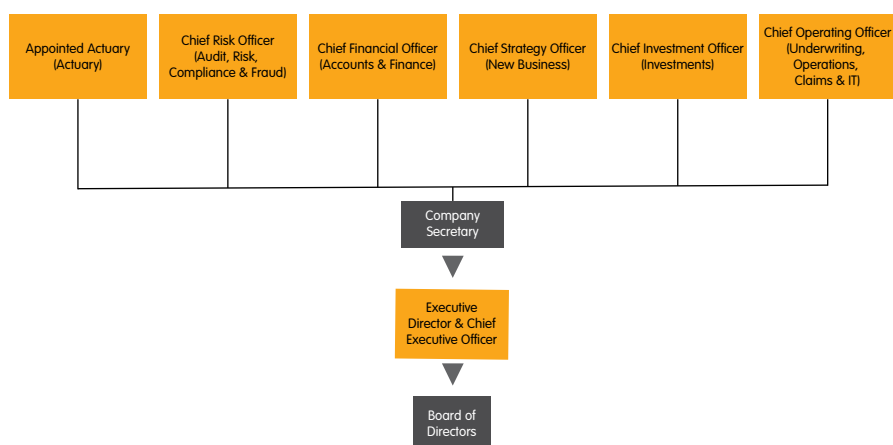 Appointed Actuary
(Actuary)
Chief Risk Officer
(Audit, Risk,
Compliance & Fraud)
Chief Financial Officer
(Accounts & Finance)
Chief Strategy Officer
(New Business)
Chief Investment Officer
(Investments)
Chief Operating Officer
(Underwriting,
Operations,
Claims & IT)
Company
Secretary
Executive
Director & Chief
Executive Officer
Board of
Directors